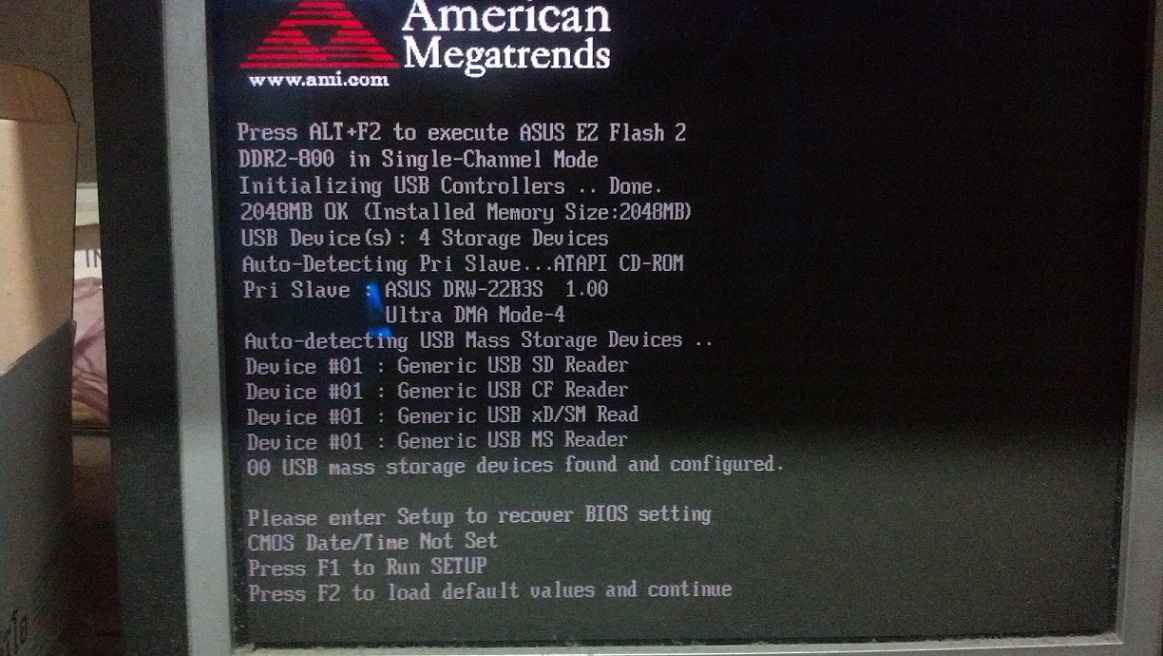 American
Megatrends
www.ami.com
Press ALT+F2 to execute ASUS EZ Flash 2
DDR2-800 in Single-Channel Mode
Initializing USB Controllers .. Done.
2048MB OK (Installed Memory Size:2048MB)
USB Device(s): 4 Storage Devices
Auto-Detecting Pri Slave...ATAPI CD-ROM
Pri Slave : ASUS DRW-22B3S 1.00
Ultra DMA Mode-4
Auto-detecting USB Mass Storage Devices ..
Device #01 : Generic USB SD Reader
Device #01 : Generic USB CF Reader
Device #01 : Generic USB xD/SM Read
Device #01 : Generic USB MS Reader
00 USB mass storage devices found and configured.
Please enter Setup to recover BIOS setting
CMOS Date/Time Not Set
Press F1 to Run SETUP
Press F2 to load default values and continue